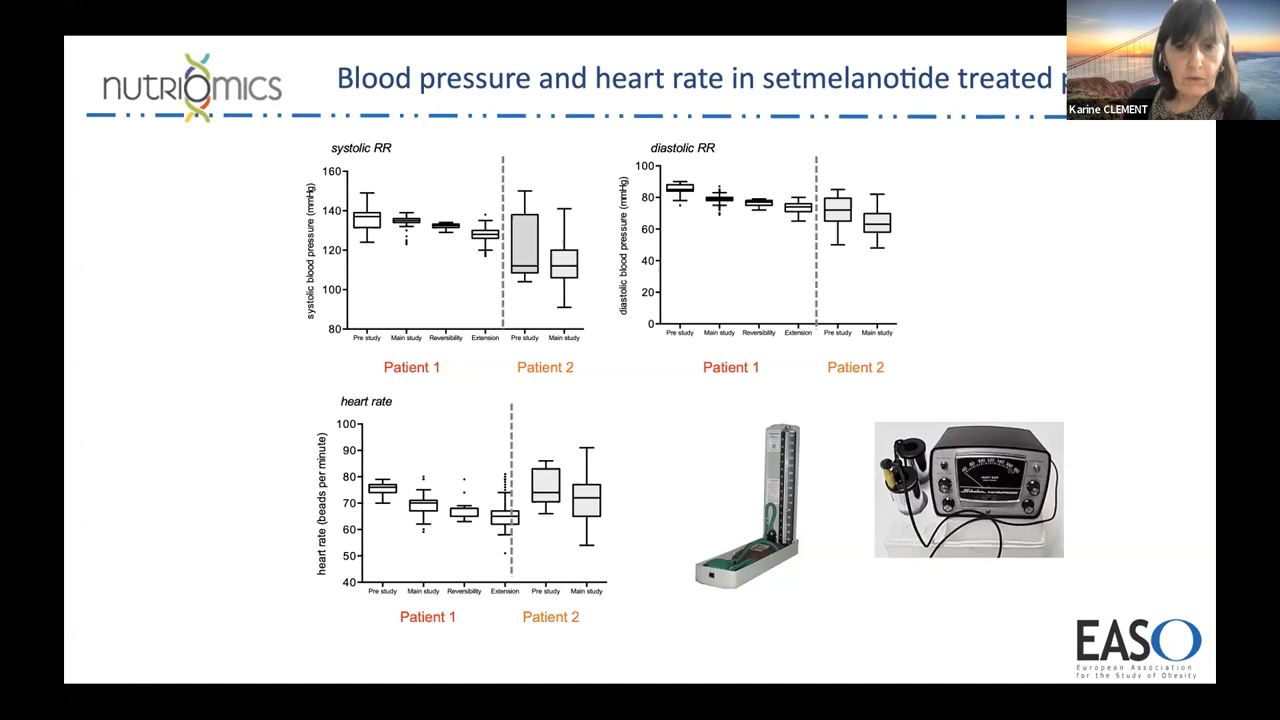 nutriomics
Blood pressure and heart rate in setmelanotide treated p
Karine CLEMENT
systolic RR
systolic blood pressure (mmHg)
160
140
120
100
80
Pre study Main study Reversibility Extension Pre study Main study
Patient 1 Patient 2
diastolic RR
diastolic blood pressure (mmHg)
100
80
60
40
20
0
Pre study Main study Reversibility Extension Pre study Main study
Patient 1 Patient 2
heart rate
heart rate (beads per minute)
100
90
80
70
60
50
40
Pre study Main study Reversibility Extension Pre study Main study
Patient 1 Patient 2
EASO
European Association
for the Study of Obesity